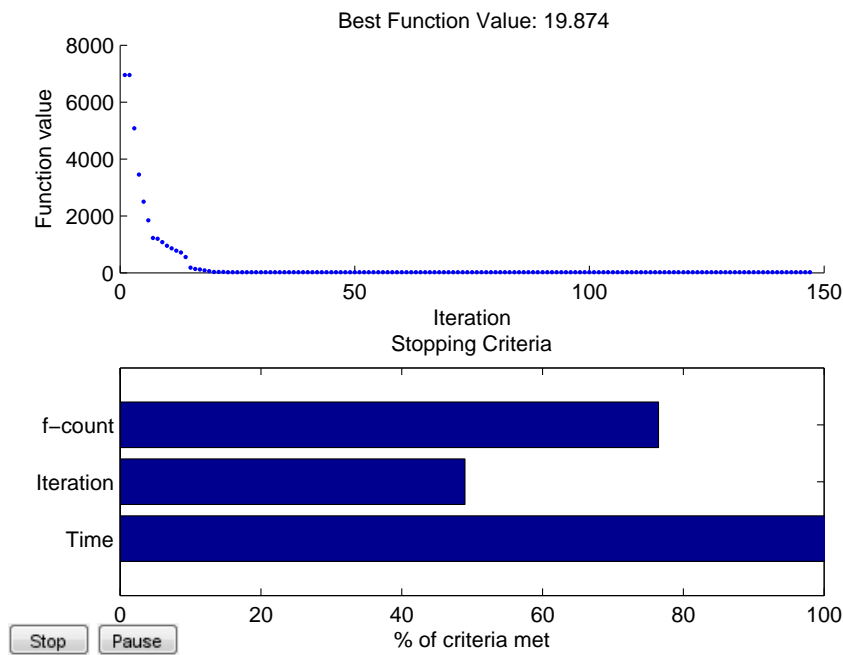 Best Function Value: 19.874
8000
6000
4000
2000
0
Function value
0 50 100 150
Iteration
Stopping Criteria
f−count
Iteration
Time
0 20 40 60 80 100
% of criteria met
Stop Pause